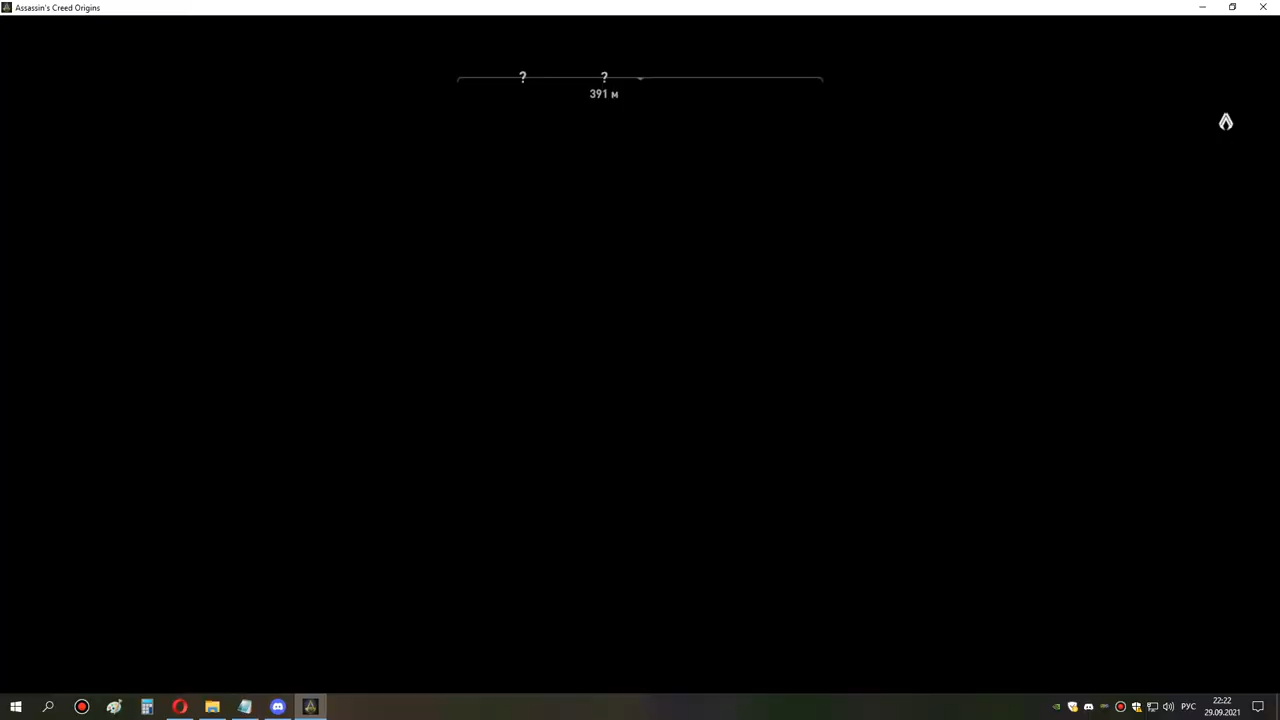 Assassin's Creed Origins
? ?
391 м
РУС
22:22
29.09.2021